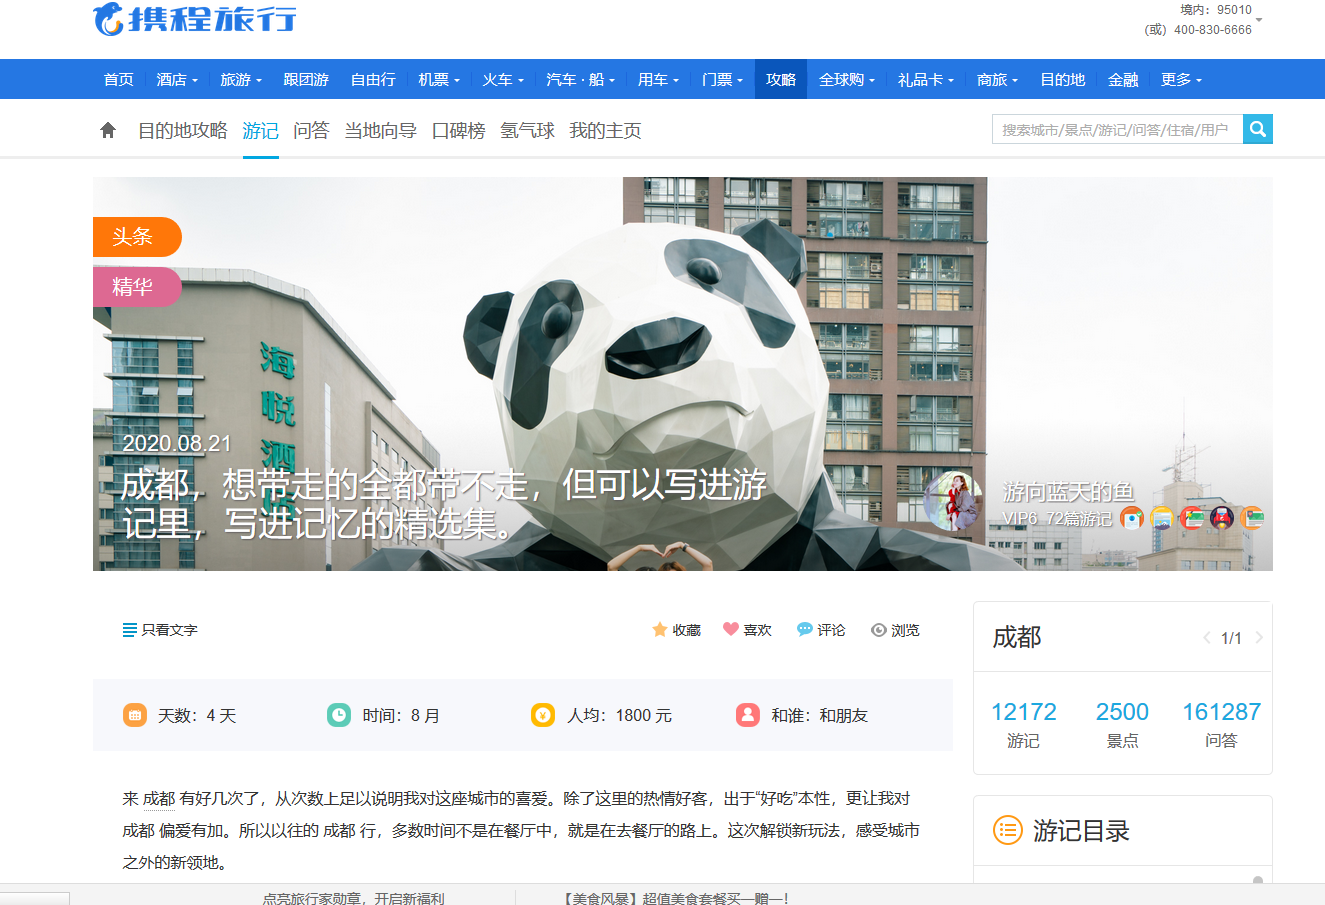 携程旅行
境内：95010
(或) 400-830-6666
首页 酒店 旅游 跟团游 自由行 机票 火车 汽车·船 用车 门票 攻略 全球购 礼品卡 商旅 目的地 金融 更多
目的地攻略 游记 问答 当地向导 口碑榜 氢气球 我的主页
搜索城市/景点/游记/问答/住宿/用户
头条
精华
海悦酒
2020.08.21
成都，想带走的全都带不走，但可以写进游
记里，写进记忆的精选集。
游向蓝天的鱼
VIP6 72篇游记
只看文字 收藏 喜欢 评论 浏览
天数：4 天 时间：8 月 人均：1800 元 和谁：和朋友
来 成都 有好几次了，从次数上足以说明我对这座城市的喜爱。除了这里的热情好客，出于“好吃”本性，更让我对
成都 偏爱有加。所以以往的 成都 行，多数时间不是在餐厅中，就是在去餐厅的路上。这次解锁新玩法，感受城市
之外的新领地。
成都 1/1
12172 2500 161287
游记 景点 问答
游记目录
点亮旅行家勋章，开启新福利 【美食风暴】超值美食套餐买一赠一！